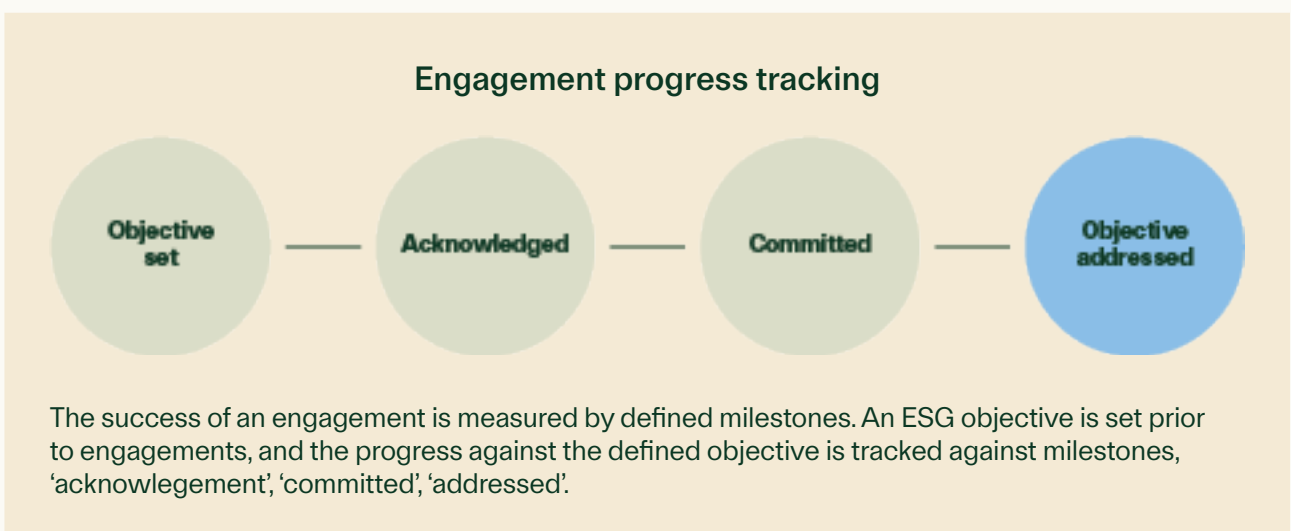 Engagement progress tracking
Objective
set
Acknowledged
Committed
Objective
addressed
The success of an engagement is measured by defined milestones. An ESG objective is set prior
to engagements, and the progress against the defined objective is tracked against milestones,
‘acknowlegement’, ‘committed’, ‘addressed’.